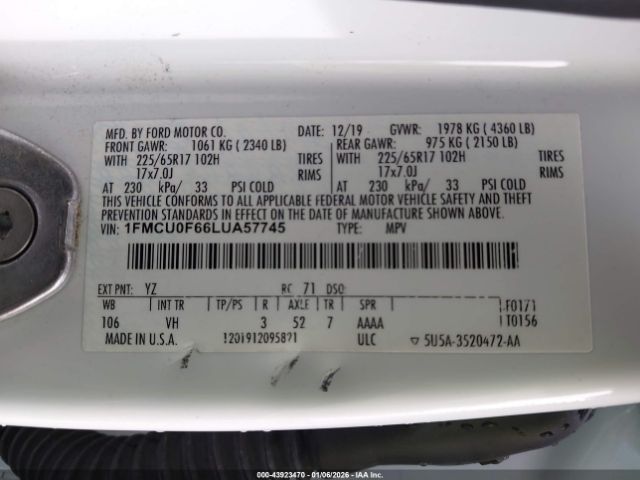 MFD. BY FORD MOTOR CO. DATE: 12/19 GVWR: 1978 KG ( 4360 LB)
FRONT GAWR: 1061 KG ( 2340 LB) REAR GAWR: 975 KG ( 2150 LB)
WITH 225/65R17 102H TIRES WITH 225/65R17 102H TIRES
17x7.0J RIMS 17x7.0J RIMS
AT 230 kPa/ 33 PSI COLD AT 230 kPa/ 33 PSI COLD
THIS VEHICLE CONFORMS TO ALL APPLICABLE FEDERAL MOTOR VEHICLE SAFETY AND THEFT
PREVENTION STANDARDS IN EFFECT ON THE DATE OF MANUFACTURE SHOWN ABOVE.
VIN: 1FMCU0F66LUA57745 TYPE: MPV
EXT PNT: YZ RC: 71 DSO:
WB INT TR TP/PS R AXLE TR SPR F0171
106 VH 3 52 7 AAAA T0156
MADE IN U.S.A. ULC ▽ 5U5A-3520472-AA
00-43923470 - 01/06/2026 - IAA Holdings, LLC